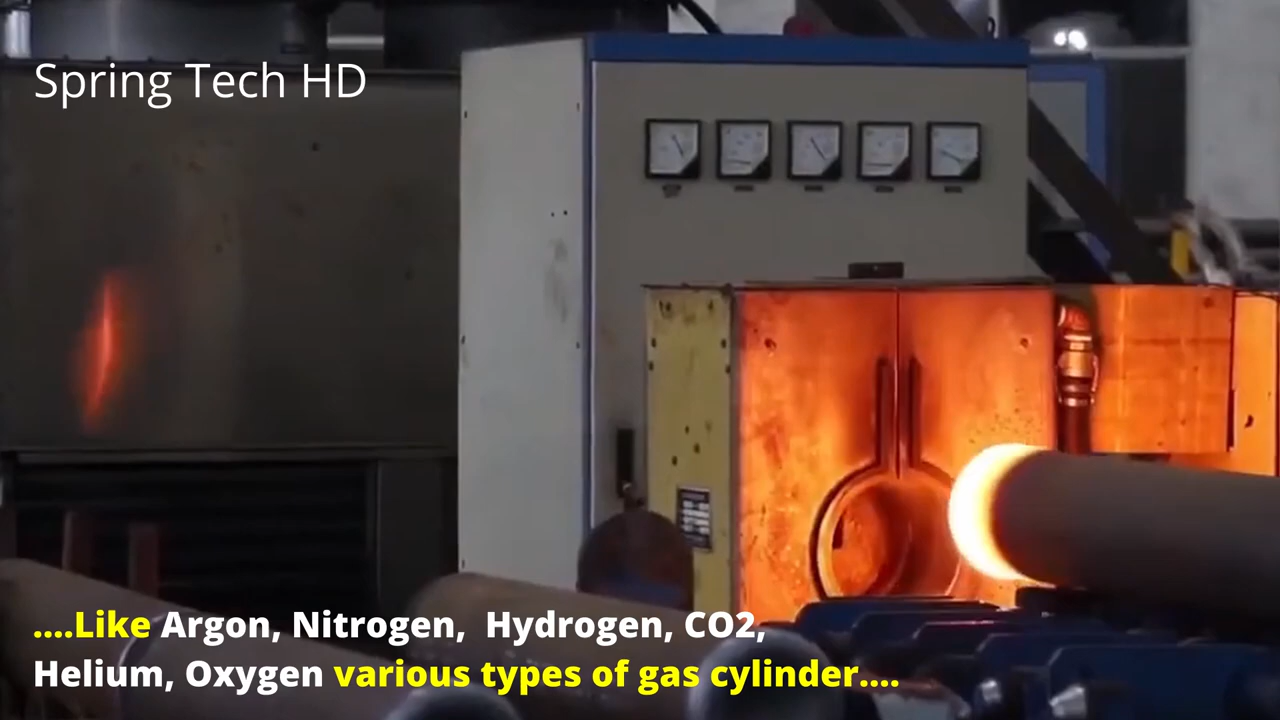 Spring Tech HD
....Like Argon, Nitrogen,  Hydrogen, CO2,
Helium, Oxygen various types of gas cylinder....